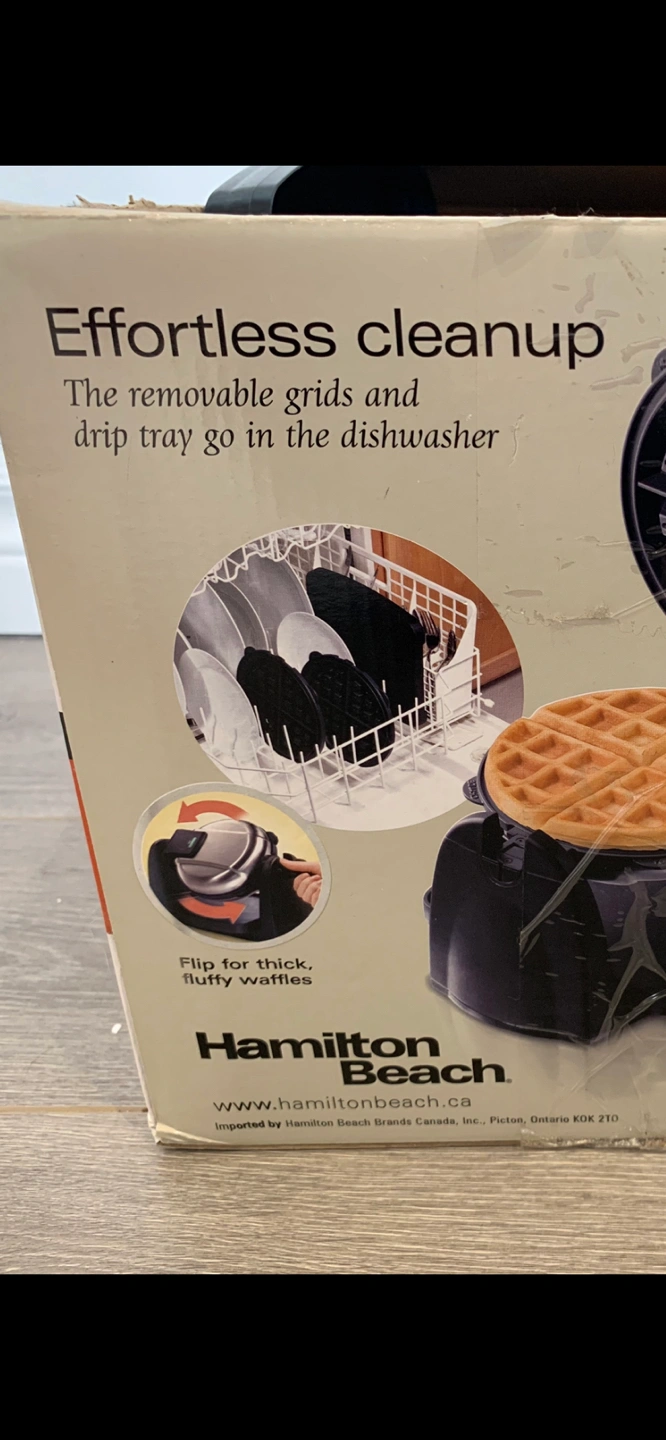 Effortless cleanup
The removable grids and
drip tray go in the dishwasher
Flip for thick,
fluffy waffles
Hamilton
Beach.
www.hamiltonbeach.ca
Imported by Hamilton Beach Brands Canada, Inc., Picton, Ontario K0K 2T0